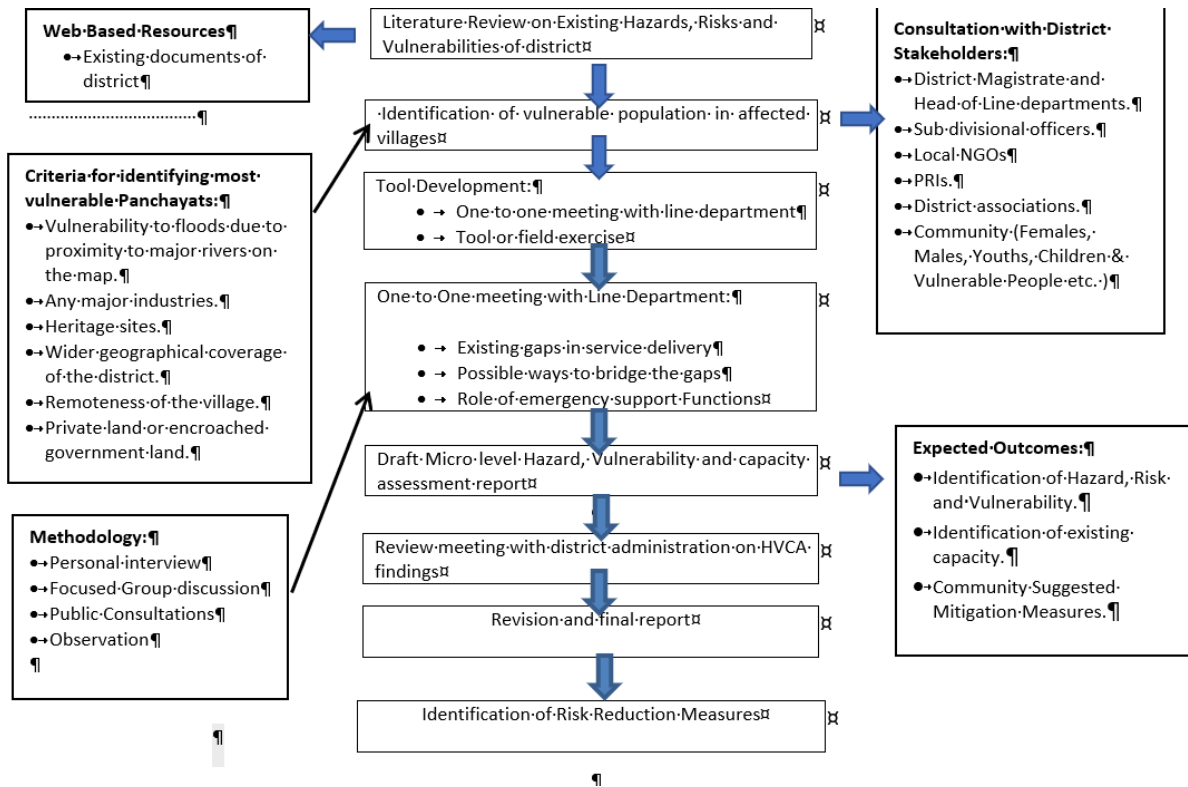 Web Based Resources¶
●→Existing documents of
district¶
¶
Criteria for identifying most
vulnerable Panchayats:¶
●→Vulnerability to floods due to
proximity to major rivers on
the map.¶
●→Any major industries.¶
●→Heritage sites.¶
●→Wider geographical coverage
of the district.¶
●→Remoteness of the village.¶
●→Private land or encroached
government land.¶
Methodology:¶
●→Personal interview¶
●→Focused Group discussion¶
●→Public Consultations¶
●→Observation¶
¶
¶
Literature Review on Existing Hazards, Risks and
Vulnerabilities of district¤
¤
Identification of vulnerable population in affected
villages¤
¤
Tool Development:¶
● → One to one meeting with line department¶
● → Tool or field exercise¤
¤
One to One meeting with Line Department:¶
● → Existing gaps in service delivery¶
● → Possible ways to bridge the gaps¶
● → Role of emergency support Functions¤
¤
Draft Micro level Hazard, Vulnerability and capacity
assessment report¤
¤
Review meeting with district administration on HVCA
findings¤
¤
Revision and final report¤
¤
Identification of Risk Reduction Measures¤
¤
¶
Consultation with District
Stakeholders:¶
●→District Magistrate and
Head of Line departments.¶
●→Sub divisional officers.¶
●→Local NGOs¶
●→PRIs.¶
●→District associations.¶
●→Community (Females,
Males, Youths, Children &
Vulnerable People etc. )¶
Expected Outcomes:¶
●→Identification of Hazard, Risk
and Vulnerability.¶
●→Identification of existing
capacity.¶
●→Community Suggested
Mitigation Measures.¶